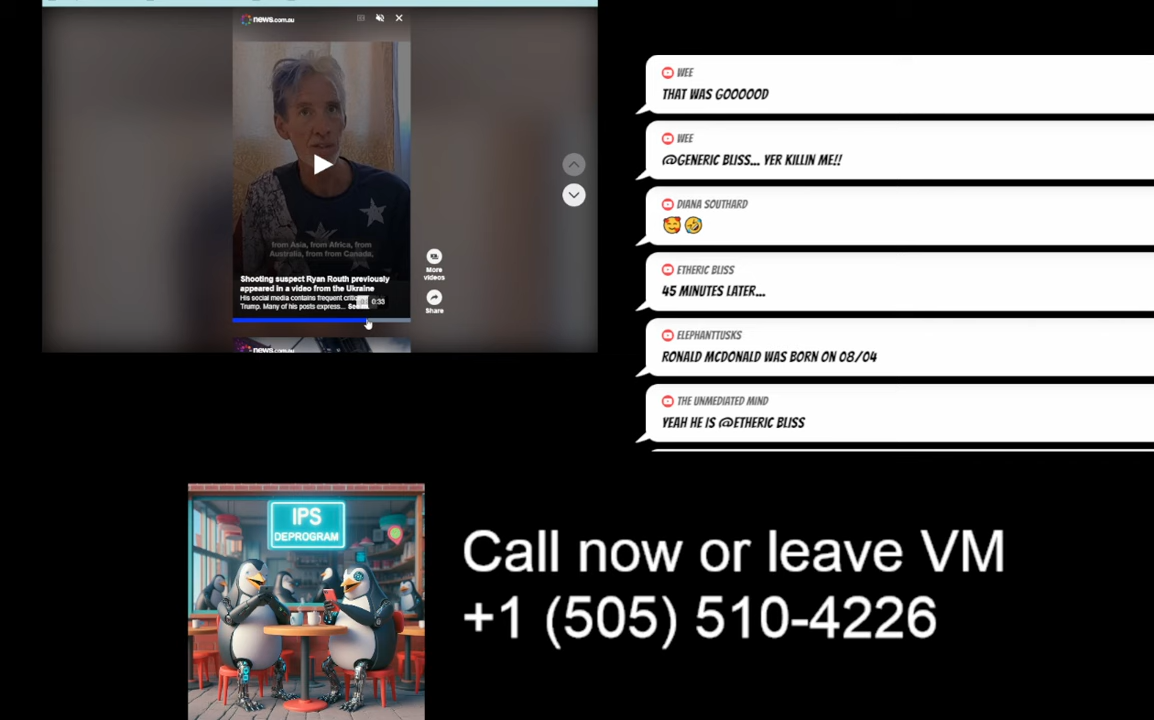 news.com.au
from Asia, from Africa, from
Australia, from from Canada,
Shooting suspect Ryan Routh previously
appeared in a video from the Ukraine
His social media contains frequent
Trump. Many of his posts express...
0:33
More
videos
Share
news.com.au
WEE
THAT WAS GOOOOOD
WEE
@GENERIC BLISS... YER KILLIN ME!!
DIANA SOUTHARD
ETHERIC BLISS
45 MINUTES LATER...
ELEPHANTTUSKS
RONALD MCDONALD WAS BORN ON 08/04
THE UNMEDIATED MIND
YEAH HE IS @ETHERIC BLISS
IPS
DEPROGRAM
Call now or leave VM
+1 (505) 510-4226